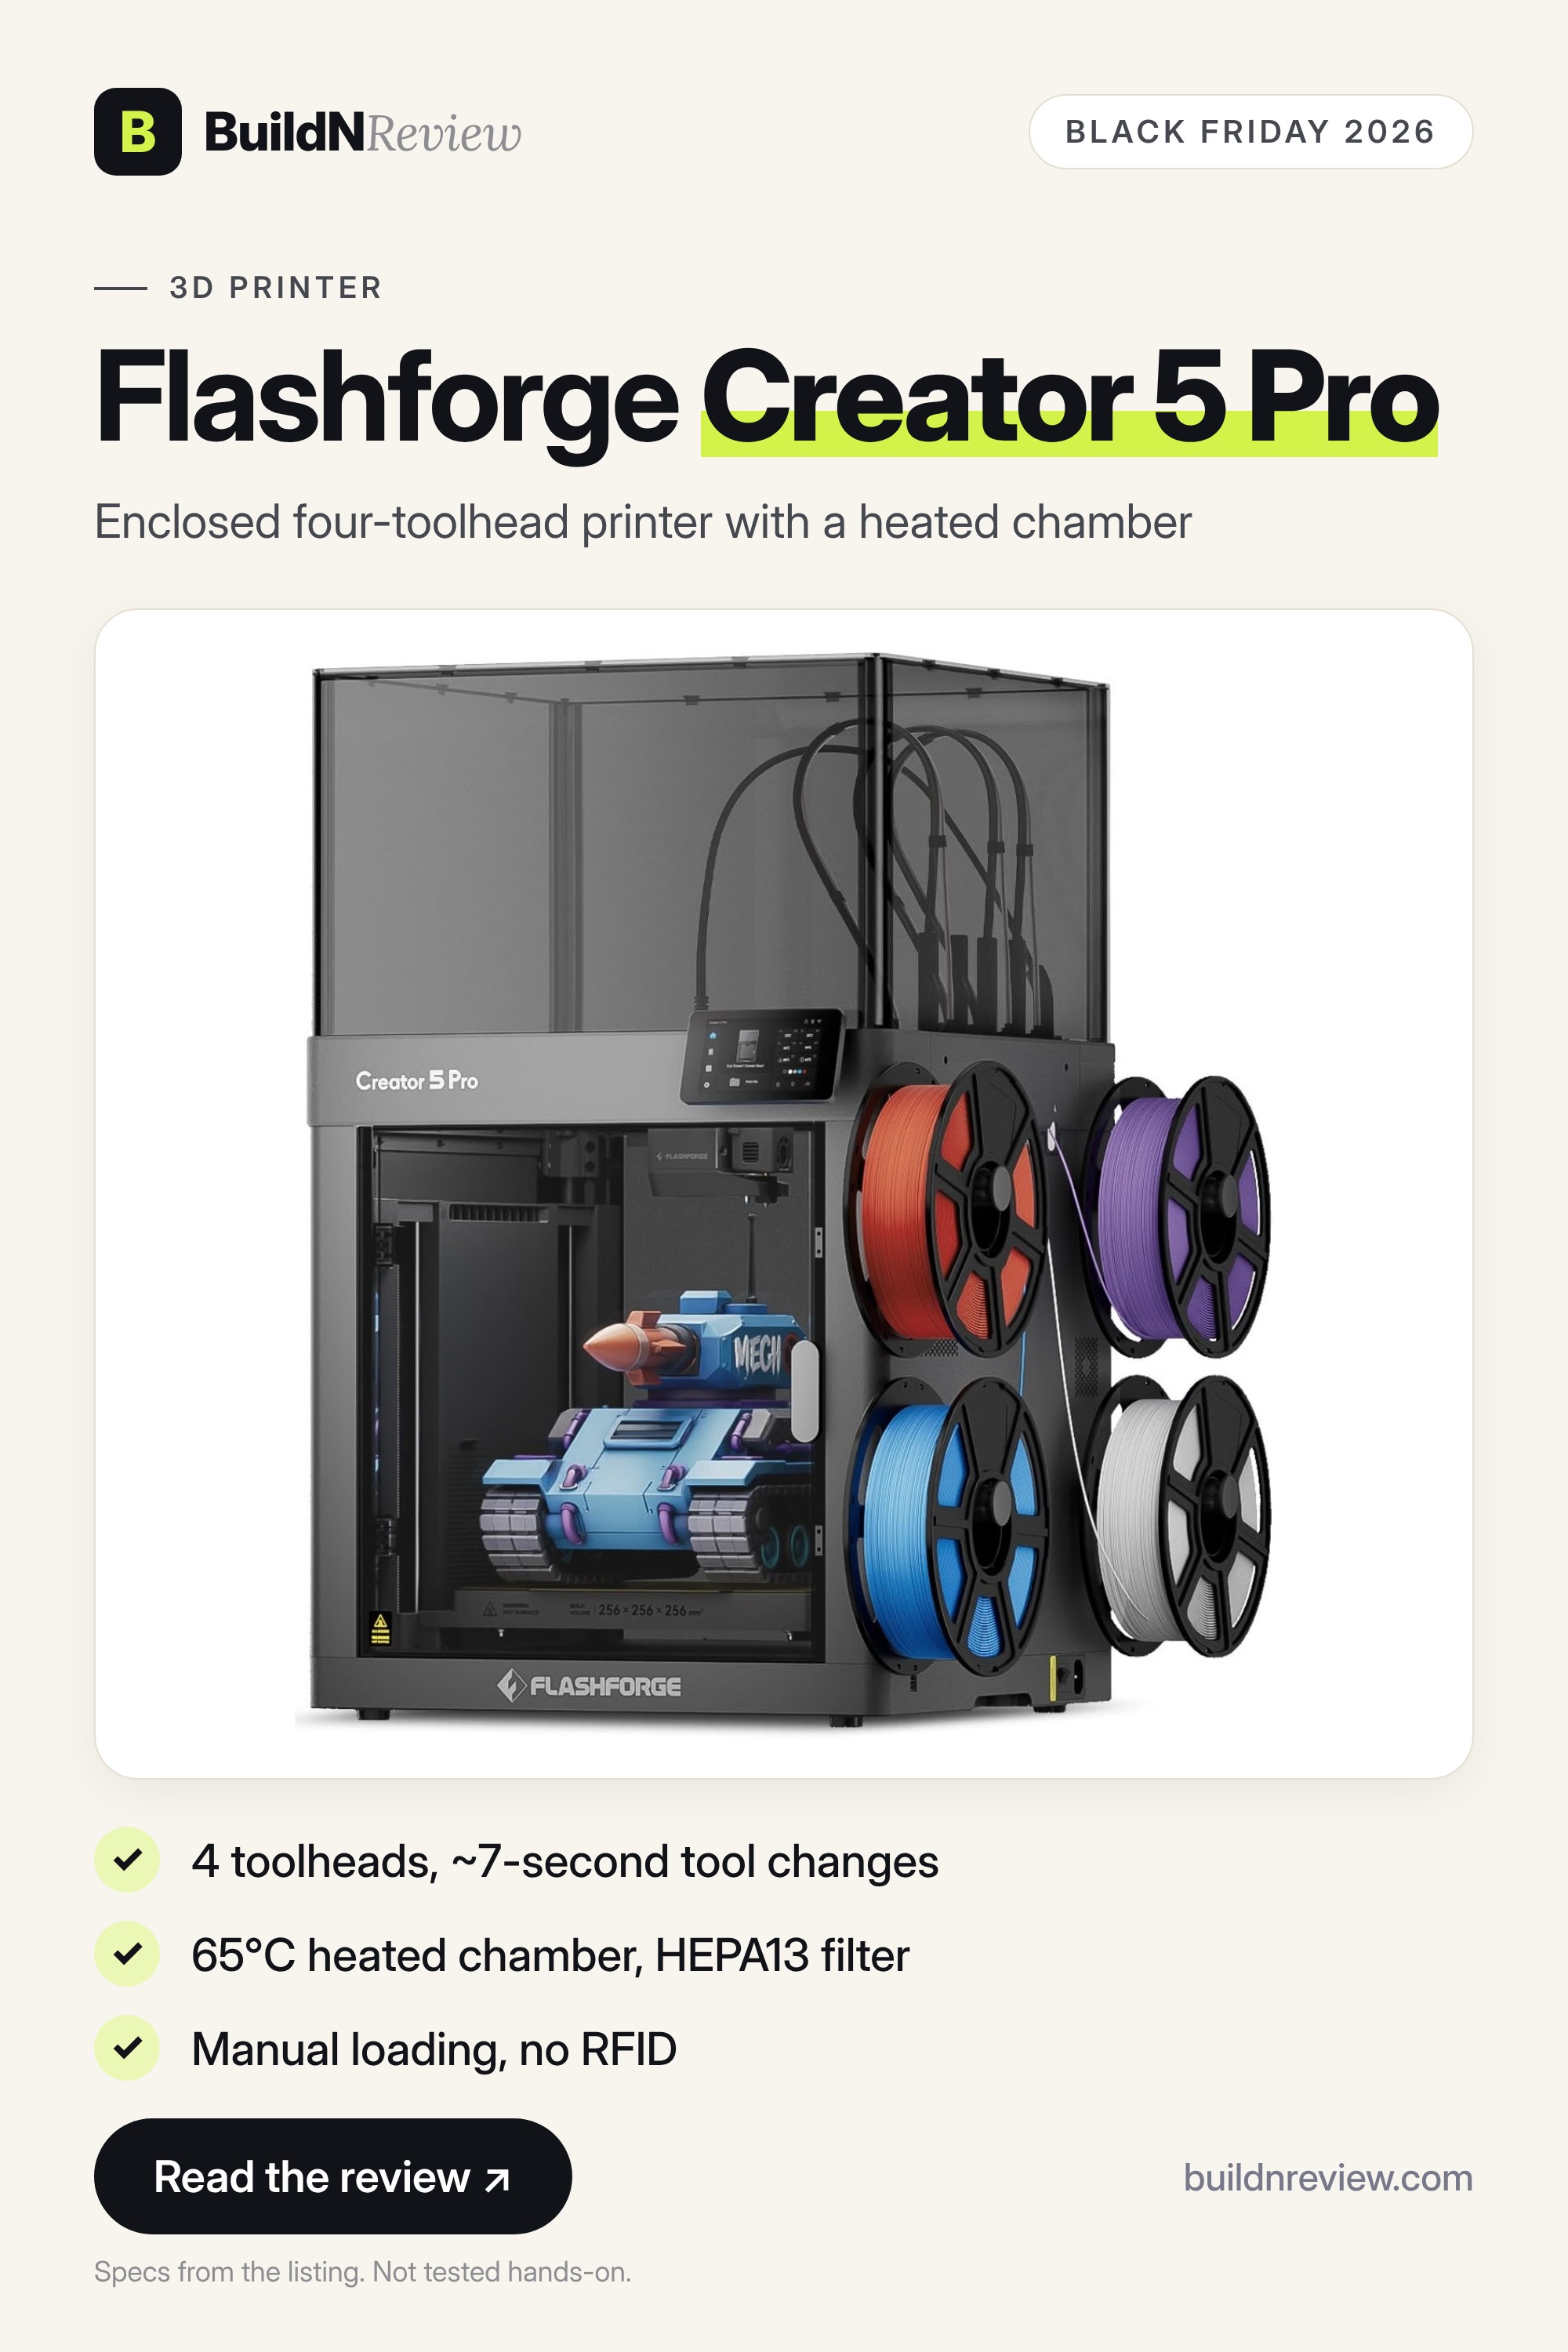 B BuildNReview
BLACK FRIDAY 2026
3D PRINTER
Flashforge Creator 5 Pro
Enclosed four-toolhead printer with a heated chamber
Creator 5 Pro
FLASHFORGE
MECH
256 × 256 × 256 mm³
FLASHFORGE
4 toolheads, ~7-second tool changes
65°C heated chamber, HEPA13 filter
Manual loading, no RFID
Read the review ↗
buildnreview.com
Specs from the listing. Not tested hands-on.